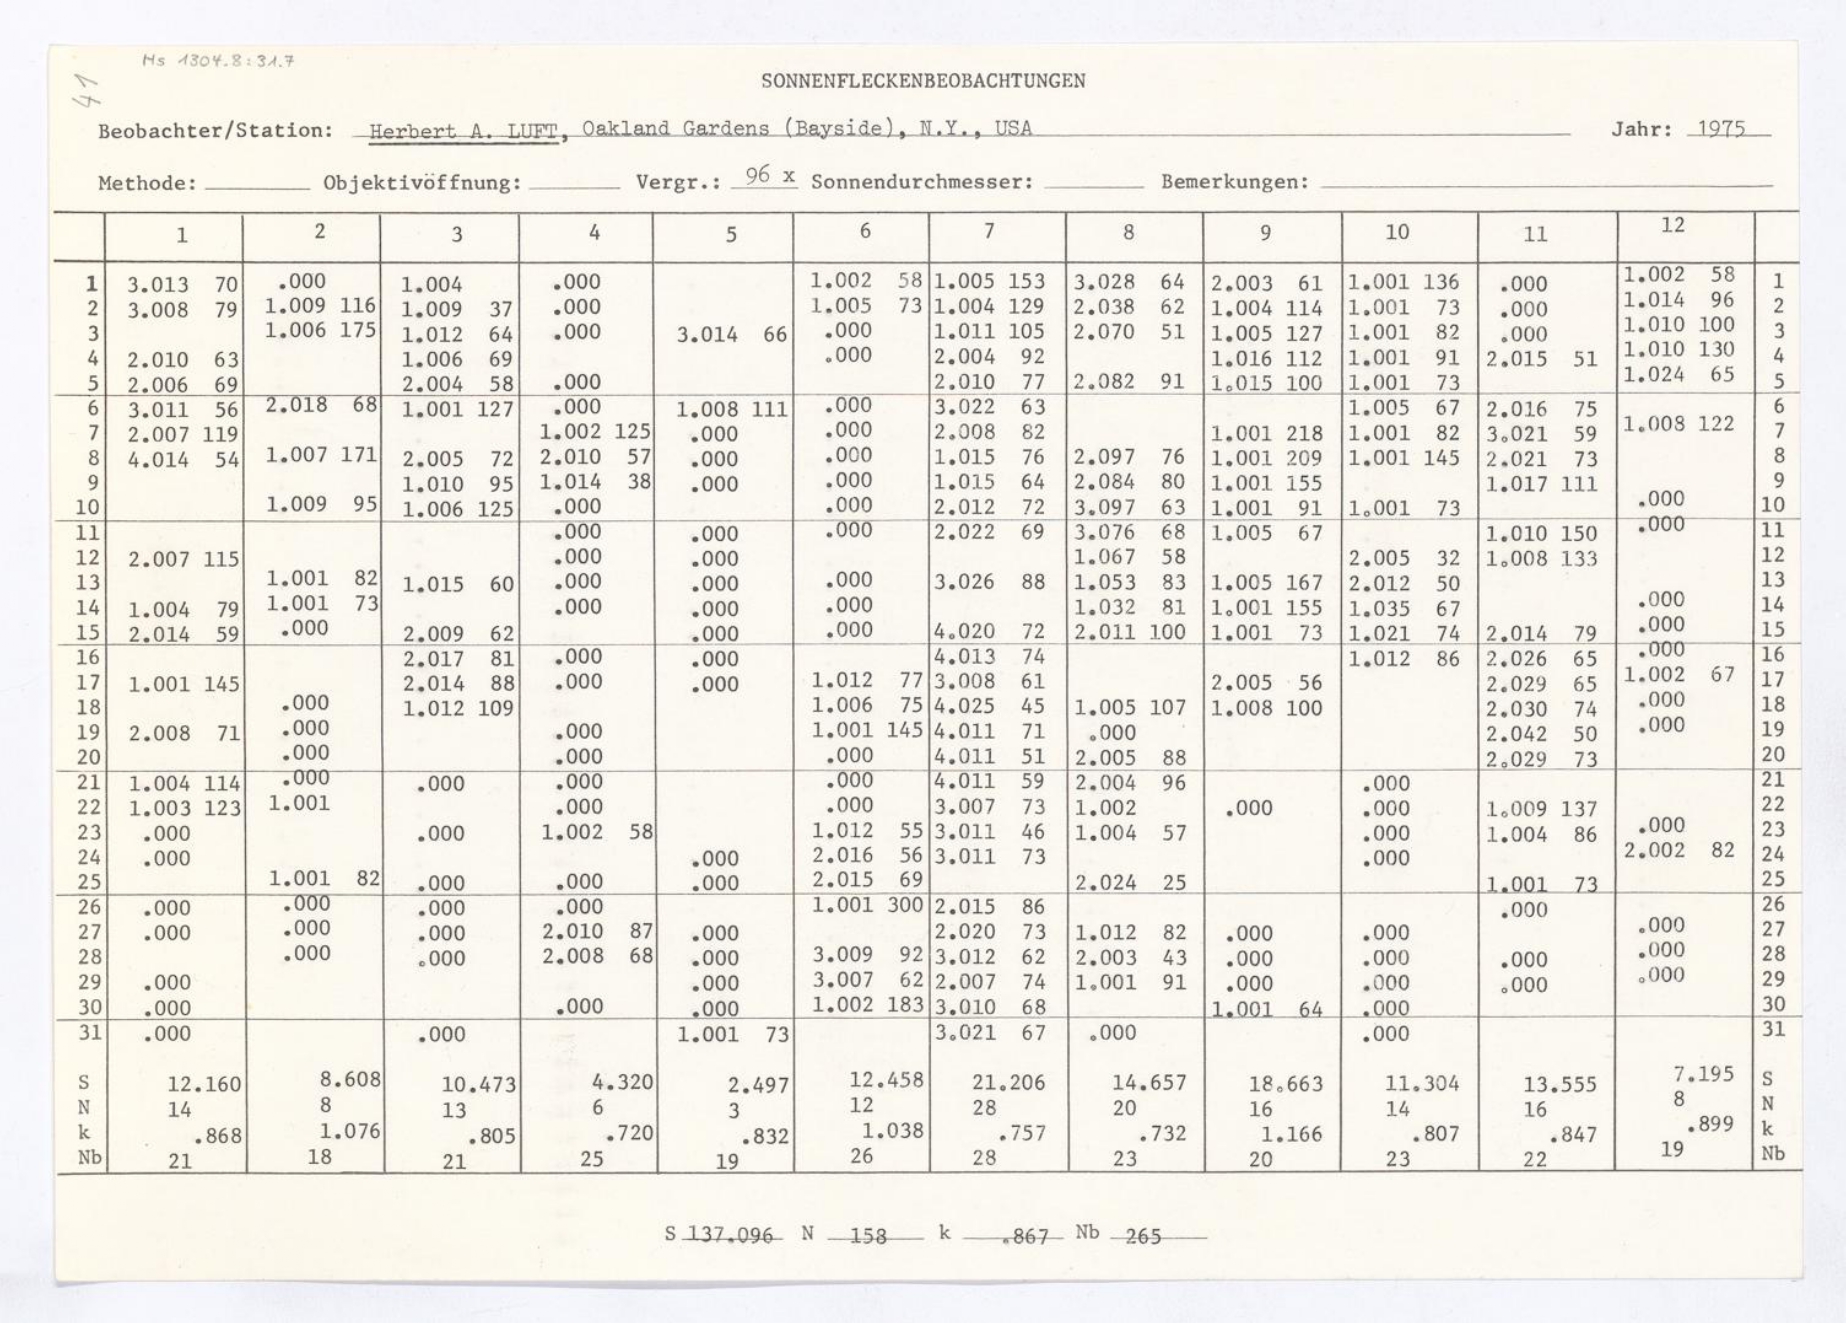 Hs 1304.8:31.7
41
SONNENFLECKENBEOBACHTUNGEN
Beobachter/Station: Herbert A. LUFT, Oakland Gardens (Bayside), N.Y., USA Jahr: 1975
Methode: Objektivöffnung: Vergr.: 96 x Sonnendurchmesser: Bemerkungen:
1 2 3 4 5 6 7 8 9 10 11 12
1 3.013 70 .000 1.004 .000 1.002 58 1.005 153 3.028 64 2.003 61 1.001 136 .000 1.002 58 1
2 3.008 79 1.009 116 1.009 37 .000 1.005 73 1.004 129 2.038 62 1.004 114 1.001 73 .000 1.014 96 2
3 1.006 175 1.012 64 .000 3.014 66 .000 1.011 105 2.070 51 1.005 127 1.001 82 .000 1.010 100 3
4 2.010 63 1.006 69 .000 2.004 92 1.016 112 1.001 91 2.015 51 1.010 130 4
5 2.006 69 2.004 58 .000 2.010 77 2.082 91 1.015 100 1.001 73 1.024 65 5
6 3.011 56 2.018 68 1.001 127 .000 1.008 111 .000 3.022 63 1.005 67 2.016 75 6
7 2.007 119 1.002 125 .000 .000 2.008 82 1.001 218 1.001 82 3.021 59 1.008 122 7
8 4.014 54 1.007 171 2.005 72 2.010 57 .000 .000 1.015 76 2.097 76 1.001 209 1.001 145 2.021 73 8
9 1.010 95 1.014 38 .000 .000 1.015 64 2.084 80 1.001 155 1.017 111 9
10 1.009 95 1.006 125 .000 .000 2.012 72 3.097 63 1.001 91 1.001 73 .000 10
11 .000 .000 .000 2.022 69 3.076 68 1.005 67 1.010 150 .000 11
12 2.007 115 .000 .000 1.067 58 2.005 32 1.008 133 12
13 1.001 82 1.015 60 .000 .000 .000 3.026 88 1.053 83 1.005 167 2.012 50 13
14 1.004 79 1.001 73 .000 .000 .000 1.032 81 1.001 155 1.035 67 .000 14
15 2.014 59 .000 2.009 62 .000 .000 4.020 72 2.011 100 1.001 73 1.021 74 2.014 79 .000 15
16 2.017 81 .000 .000 4.013 74 1.012 86 2.026 65 .000 16
17 1.001 145 2.014 88 .000 .000 1.012 77 3.008 61 2.005 56 2.029 65 1.002 67 17
18 .000 1.012 109 1.006 75 4.025 45 1.005 107 1.008 100 2.030 74 .000 18
19 2.008 71 .000 .000 1.001 145 4.011 71 .000 2.042 50 .000 19
20 .000 .000 .000 4.011 51 2.005 88 2.029 73 20
21 1.004 114 .000 .000 .000 .000 4.011 59 2.004 96 .000 21
22 1.003 123 1.001 .000 .000 3.007 73 1.002 .000 .000 1.009 137 22
23 .000 .000 1.002 58 1.012 55 3.011 46 1.004 57 .000 1.004 86 .000 23
24 .000 .000 2.016 56 3.011 73 .000 2.002 82 24
25 1.001 82 .000 .000 .000 2.015 69 2.024 25 1.001 73 25
26 .000 .000 .000 .000 1.001 300 2.015 86 .000 26
27 .000 .000 .000 2.010 87 .000 2.020 73 1.012 82 .000 .000 .000 27
28 .000 .000 2.008 68 .000 3.009 92 3.012 62 2.003 43 .000 .000 .000 .000 28
29 .000 .000 3.007 62 2.007 74 1.001 91 .000 .000 .000 .000 29
30 .000 .000 .000 1.002 183 3.010 68 1.001 64 .000 30
31 .000 .000 1.001 73 3.021 67 .000 .000 31
S 12.160 8.608 10.473 4.320 2.497 12.458 21.206 14.657 18.663 11.304 13.555 7.195 S
N 14 8 13 6 3 12 28 20 16 14 16 8 N
k .868 1.076 .805 .720 .832 1.038 .757 .732 1.166 .807 .847 .899 k
Nb 21 18 21 25 19 26 28 23 20 23 22 19 Nb
S 137.096 N 158 k .867 Nb 265